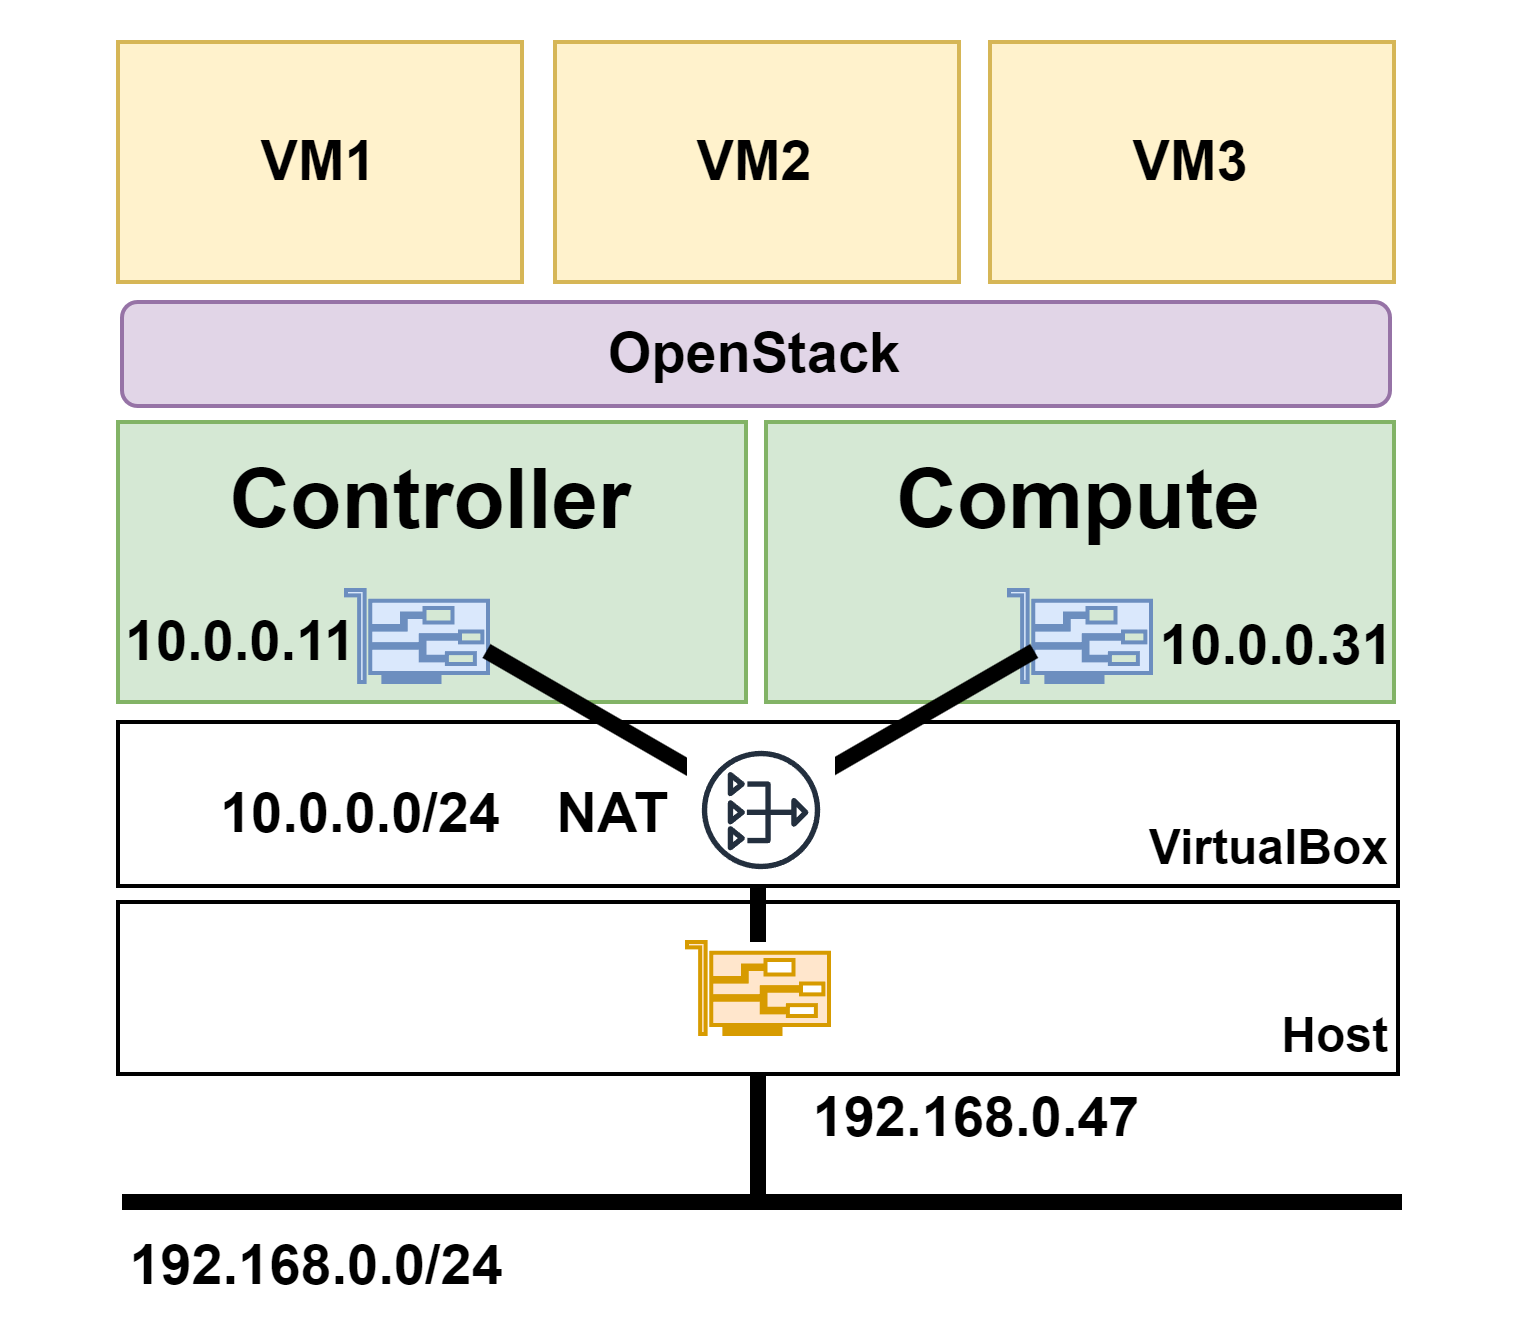 VM1
VM2
VM3
OpenStack
Controller
Compute
10.0.0.11
10.0.0.31
10.0.0.0/24
NAT
VirtualBox
Host
192.168.0.47
192.168.0.0/24